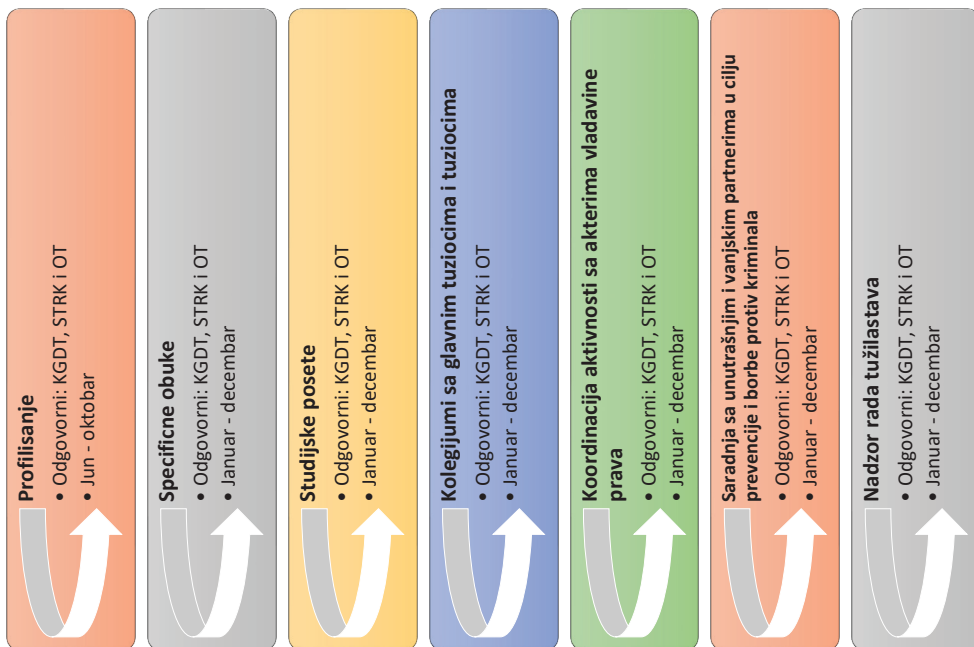 Profilisanje
• Odgovorni: KGDT, STRK i OT
• Jun - oktobar
Specificne obuke
• Odgovorni: KGDT, STRK i OT
• Januar - decembar
Studijske posete
• Odgovorni: KGDT, STRK i OT
• Januar - decembar
Kolegijumi sa glavnim tuziocima i tuziocima
• Odgovorni: KGDT, STRK i OT
• Januar - decembar
Koordinacija aktivnosti sa akterima vladavine
prava
• Odgovorni: KGDT, STRK i OT
• Januar - decembar
Saradnja sa unutrašnjim i vanjskim partnerima u cilju
prevencije i borbe protiv kriminala
• Odgovorni: KGDT, STRK i OT
• Januar - decembar
Nadzor rada tužilastava
• Odgovorni: KGDT, STRK i OT
• Januar - decembar